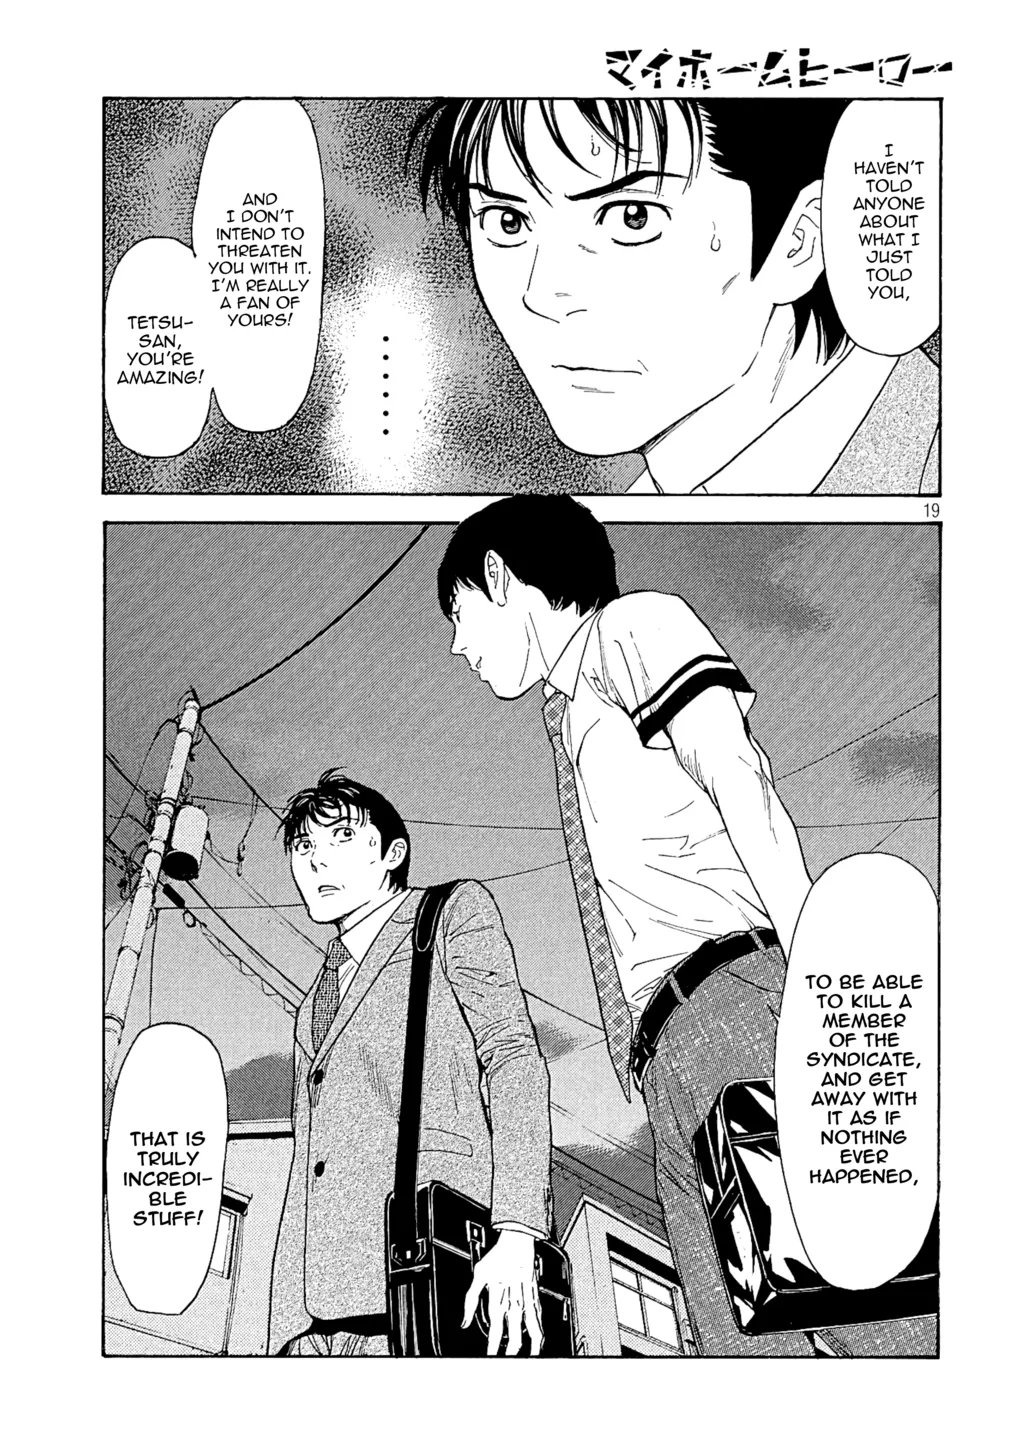 マイホームヒーロー
I
HAVEN'T
TOLD
ANYONE
ABOUT
WHAT I
JUST
TOLD
YOU,
AND
I DON'T
INTEND TO
THREATEN
YOU WITH IT.
I'M REALLY
A FAN OF
YOURS!
TETSU-
SAN,
YOU'RE
AMAZING!
・・・・・・
19
TO BE ABLE
TO KILL A
MEMBER
OF THE
SYNDICATE,
AND GET
AWAY WITH
IT AS IF
NOTHING
EVER
HAPPENED,
THAT IS
TRULY
INCREDI-
BLE
STUFF!